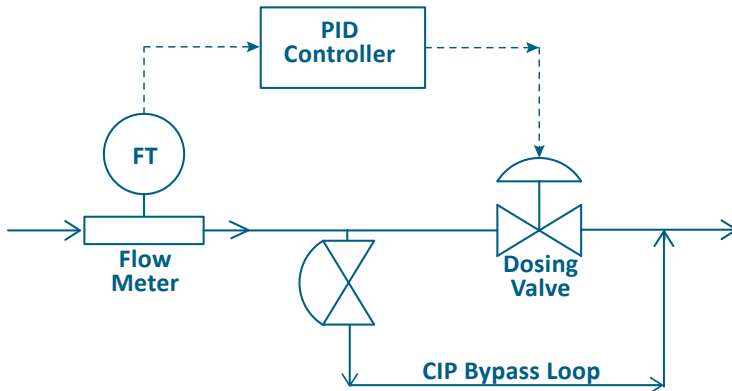 PID
Controller
FT
Flow
Meter
Dosing
Valve
CIP Bypass Loop